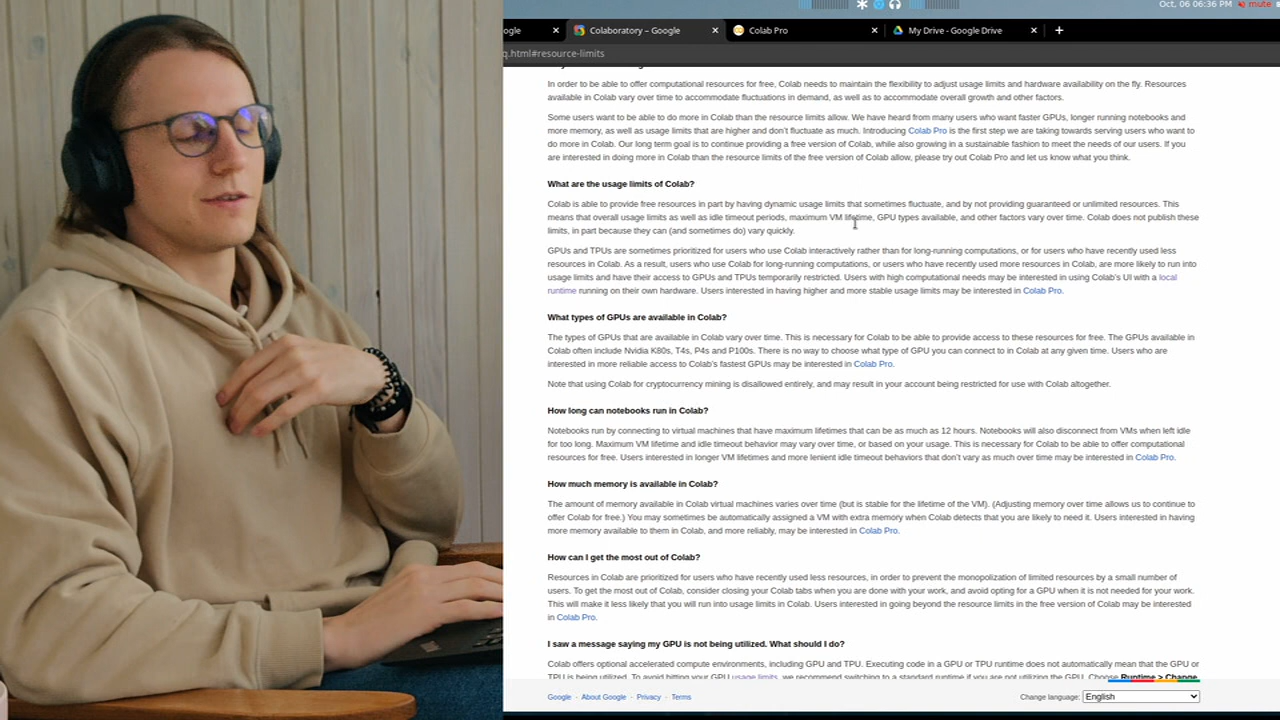 Oct, 06 06:36 PM mute
ogle
Colaboratory – Google
Colab Pro
My Drive - Google Drive
q.html#resource-limits
In order to be able to offer computational resources for free, Colab needs to maintain the flexibility to adjust usage limits and hardware availability on the fly. Resources
available in Colab vary over time to accommodate fluctuations in demand, as well as to accommodate overall growth and other factors.
Some users want to be able to do more in Colab than the resource limits allow. We have heard from many users who want faster GPUs, longer running notebooks and
more memory, as well as usage limits that are higher and don't fluctuate as much. Introducing Colab Pro is the first step we are taking towards serving users who want to
do more in Colab. Our long term goal is to continue providing a free version of Colab, while also growing in a sustainable fashion to meet the needs of our users. If you
are interested in doing more in Colab than the resource limits of the free version of Colab allow, please try out Colab Pro and let us know what you think.
What are the usage limits of Colab?
Colab is able to provide free resources in part by having dynamic usage limits that sometimes fluctuate, and by not providing guaranteed or unlimited resources. This
means that overall usage limits as well as idle timeout periods, maximum VM lifetime, GPU types available, and other factors vary over time. Colab does not publish these
limits, in part because they can (and sometimes do) vary quickly.
GPUs and TPUs are sometimes prioritized for users who use Colab interactively rather than for long-running computations, or for users who have recently used less
resources in Colab. As a result, users who use Colab for long-running computations, or users who have recently used more resources in Colab, are more likely to run into
usage limits and have their access to GPUs and TPUs temporarily restricted. Users with high computational needs may be interested in using Colab's UI with a local
runtime running on their own hardware. Users interested in having higher and more stable usage limits may be interested in Colab Pro.
What types of GPUs are available in Colab?
The types of GPUs that are available in Colab vary over time. This is necessary for Colab to be able to provide access to these resources for free. The GPUs available in
Colab often include Nvidia K80s, T4s, P4s and P100s. There is no way to choose what type of GPU you can connect to in Colab at any given time. Users who are
interested in more reliable access to Colab's fastest GPUs may be interested in Colab Pro.
Note that using Colab for cryptocurrency mining is disallowed entirely, and may result in your account being restricted for use with Colab altogether.
How long can notebooks run in Colab?
Notebooks run by connecting to virtual machines that have maximum lifetimes that can be as much as 12 hours. Notebooks will also disconnect from VMs when left idle
for too long. Maximum VM lifetime and idle timeout behavior may vary over time, or based on your usage. This is necessary for Colab to be able to offer computational
resources for free. Users interested in longer VM lifetimes and more lenient idle timeout behaviors that don't vary as much over time may be interested in Colab Pro.
How much memory is available in Colab?
The amount of memory available in Colab virtual machines varies over time (but is stable for the lifetime of the VM). (Adjusting memory over time allows us to continue to
offer Colab for free.) You may sometimes be automatically assigned a VM with extra memory when Colab detects that you are likely to need it. Users interested in having
more memory available to them in Colab, and more reliably, may be interested in Colab Pro.
How can I get the most out of Colab?
Resources in Colab are prioritized for users who have recently used less resources, in order to prevent the monopolization of limited resources by a small number of
users. To get the most out of Colab, consider closing your Colab tabs when you are done with your work, and avoid opting for a GPU when it is not needed for your work.
This will make it less likely that you will run into usage limits in Colab. Users interested in going beyond the resource limits in the free version of Colab may be interested
in Colab Pro.
I saw a message saying my GPU is not being utilized. What should I do?
Colab offers optional accelerated compute environments, including GPU and TPU. Executing code in a GPU or TPU runtime does not automatically mean that the GPU or
TPU is being utilized. To avoid hitting your GPU usage limits, we recommend switching to a standard runtime if you are not utilizing the GPU. Choose Runtime > Change
Google · About Google · Privacy · Terms
Change language: English